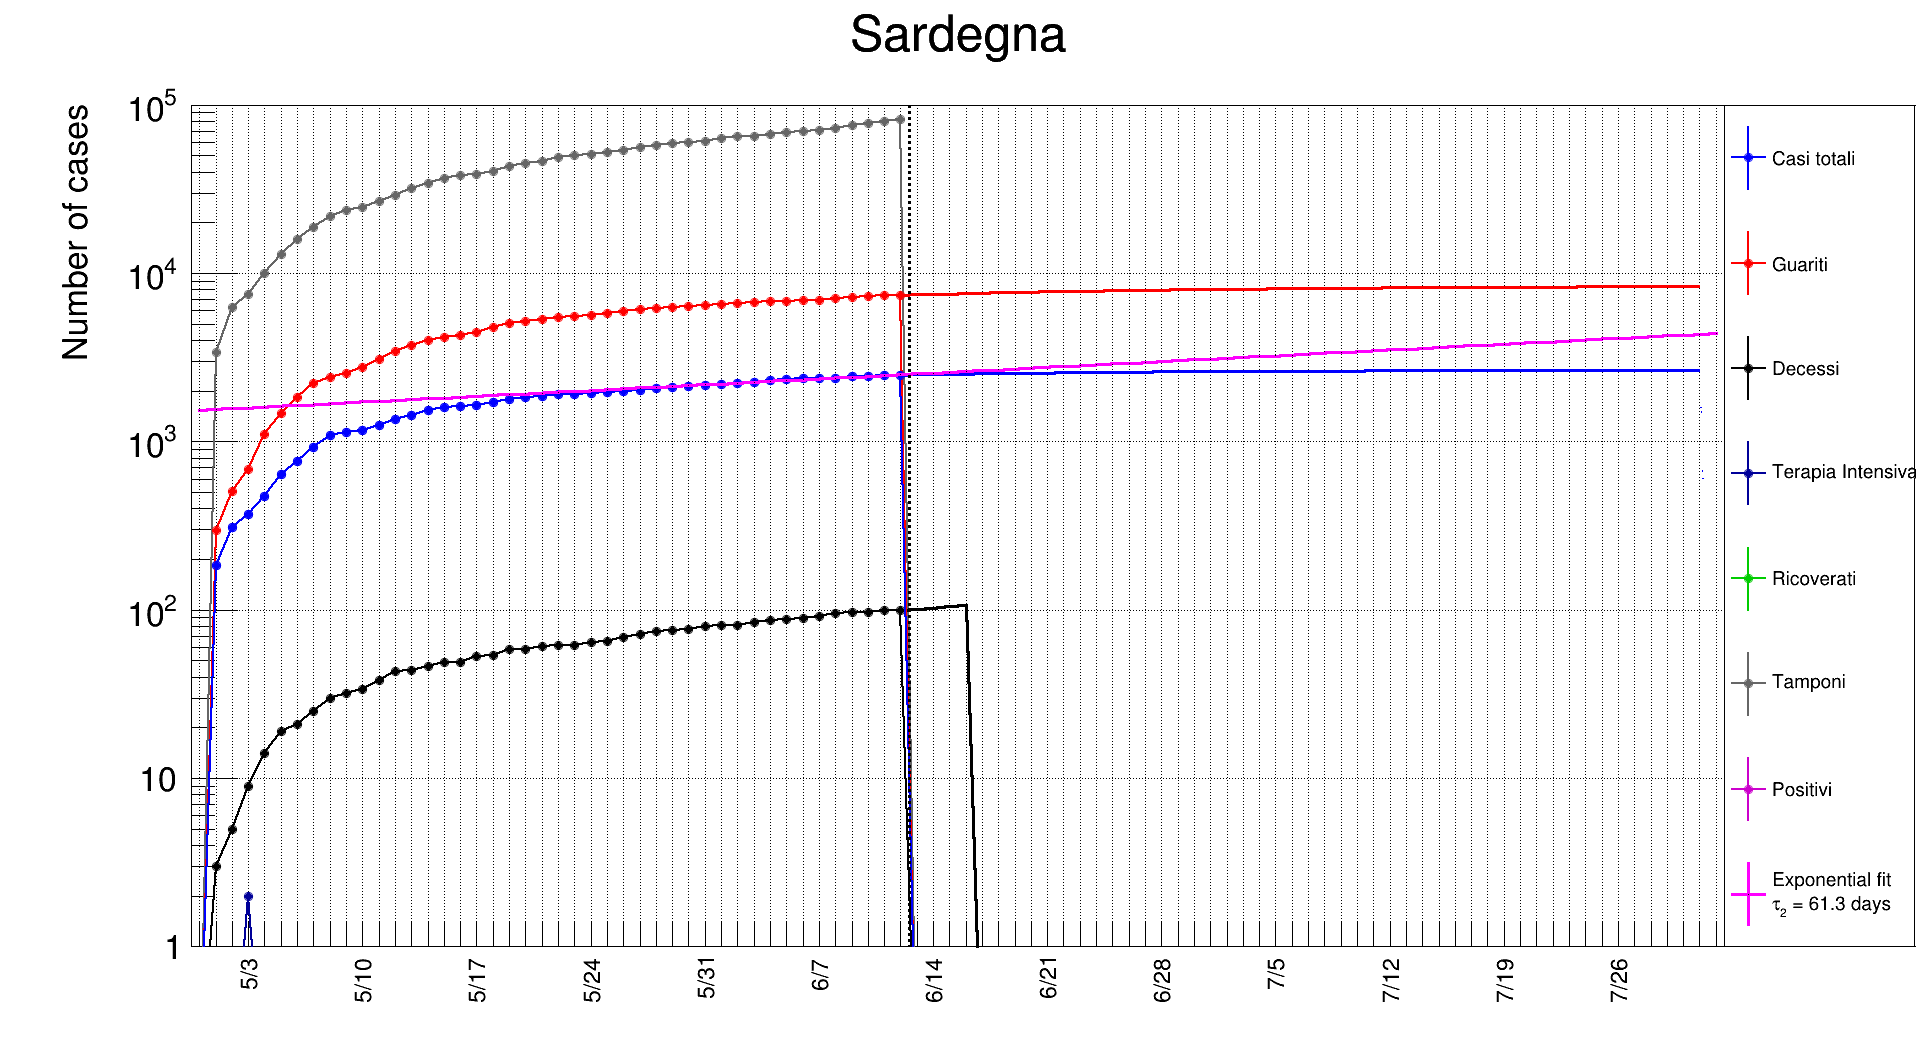 Sardegna
Number of cases
10^5
10^4
10^3
10^2
10
1
5/3
5/10
5/17
5/24
5/31
6/7
6/14
6/21
6/28
7/5
7/12
7/19
7/26
Casi totali
Guariti
Decessi
Terapia Intensiva
Ricoverati
Tamponi
Positivi
Exponential fit
τ₂ = 61.3 days